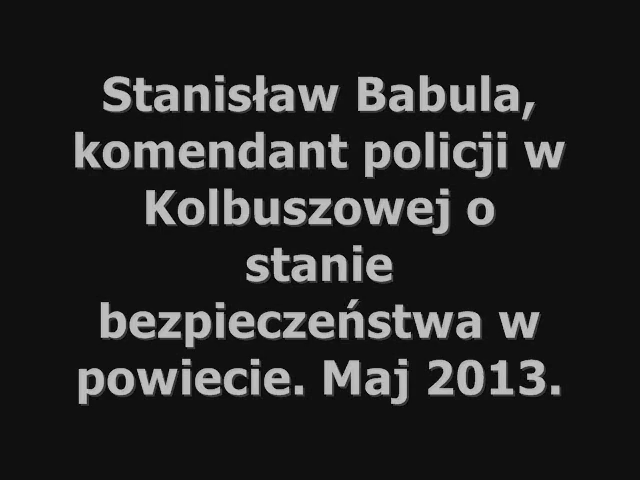 Stanisław Babula,
komendant policji w
Kolbuszowej o
stanie
bezpieczeństwa w
powiecie. Maj 2013.